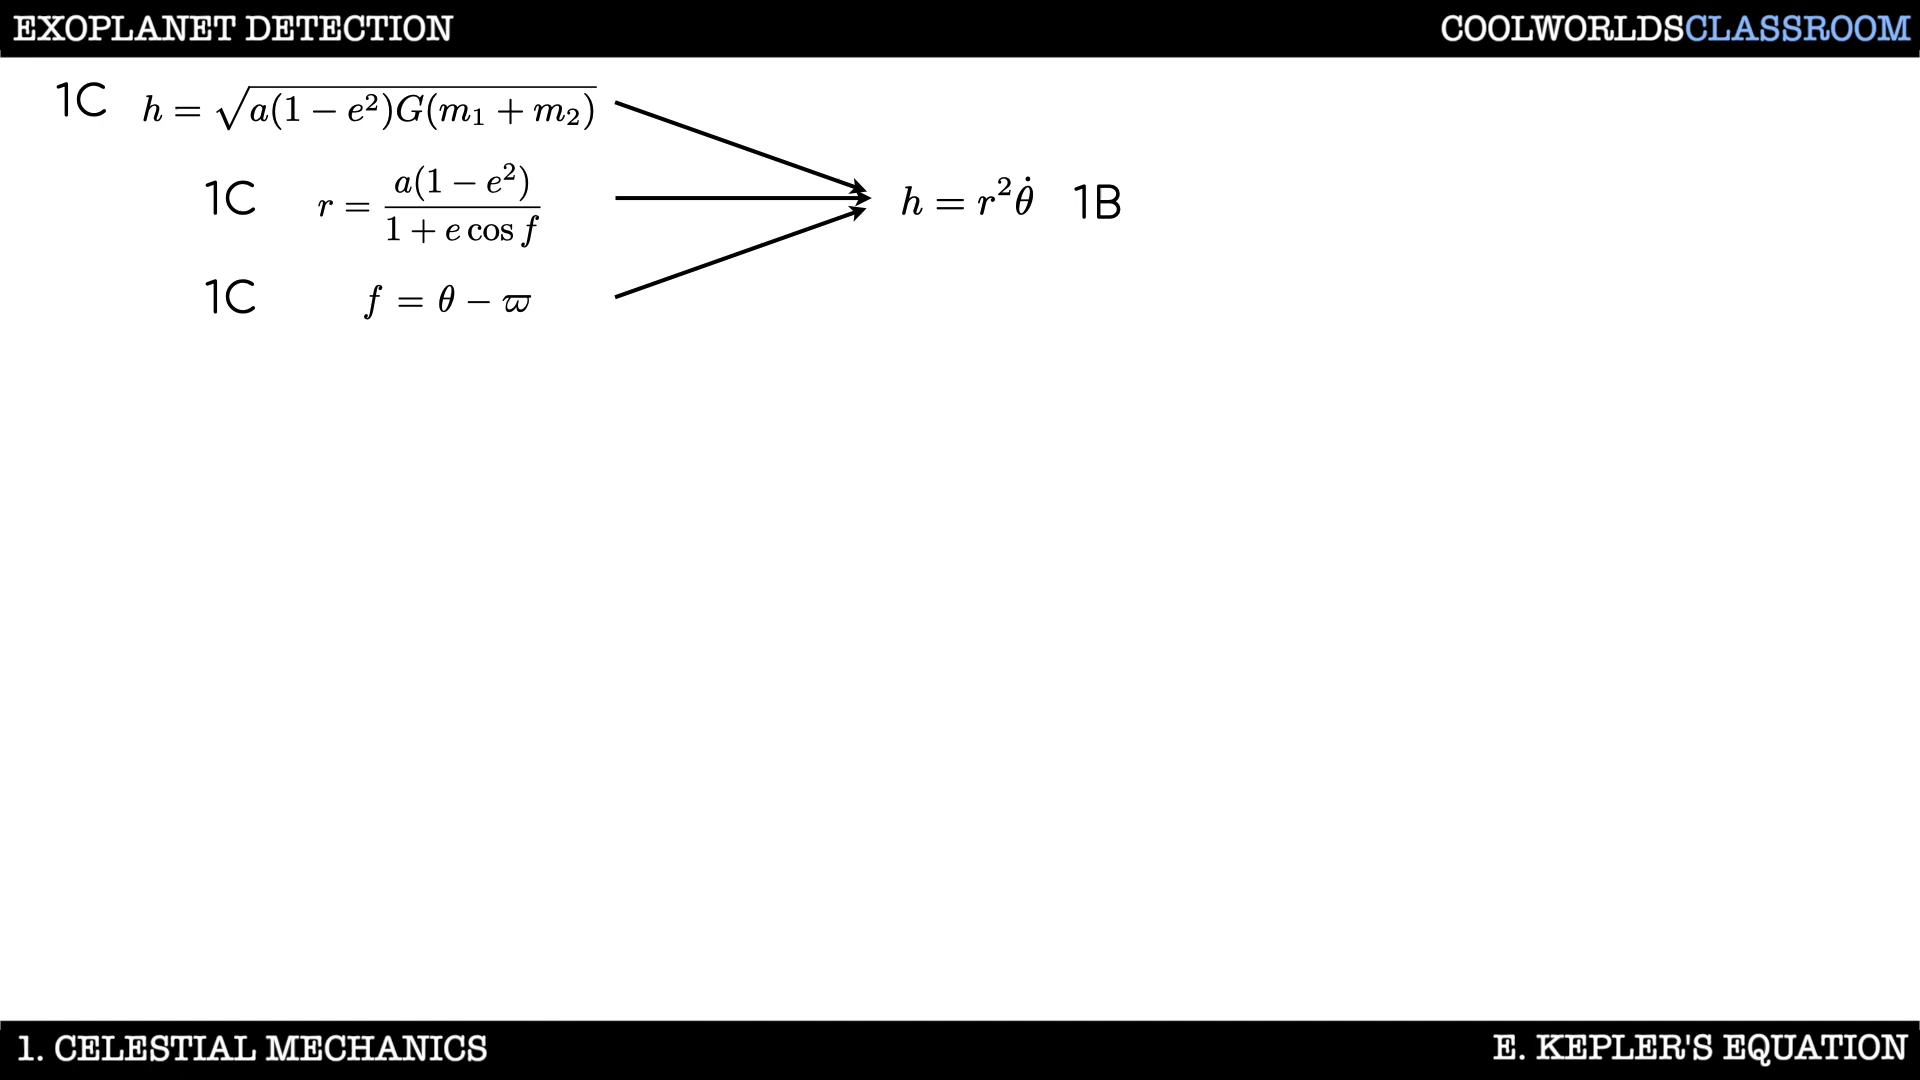 EXOPLANET DETECTION
COOLWORLDSCLASSROOM
1C h = √(a(1 − e²)G(m₁ + m₂))
1C r = a(1 − e²) / (1 + e cos f)
h = r²θ̇ 1B
1C f = θ − ϖ
1. CELESTIAL MECHANICS
E. KEPLER'S EQUATION